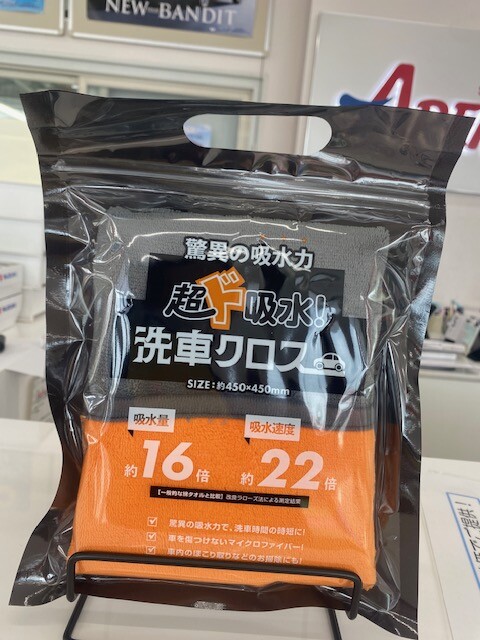 NEW BANDIT
驚異の吸水力
超ド吸水!
洗車クロス
SIZE:約450×450mm
吸水量
約16倍
吸水速度
約22倍
【一般的な綿タオルと比較】改良ラローズ法による測定結果
驚異の吸水力で、洗車時間の時短に!
車を傷つけないマイクロファイバー!
車内のほこり取りなどのお掃除にも!